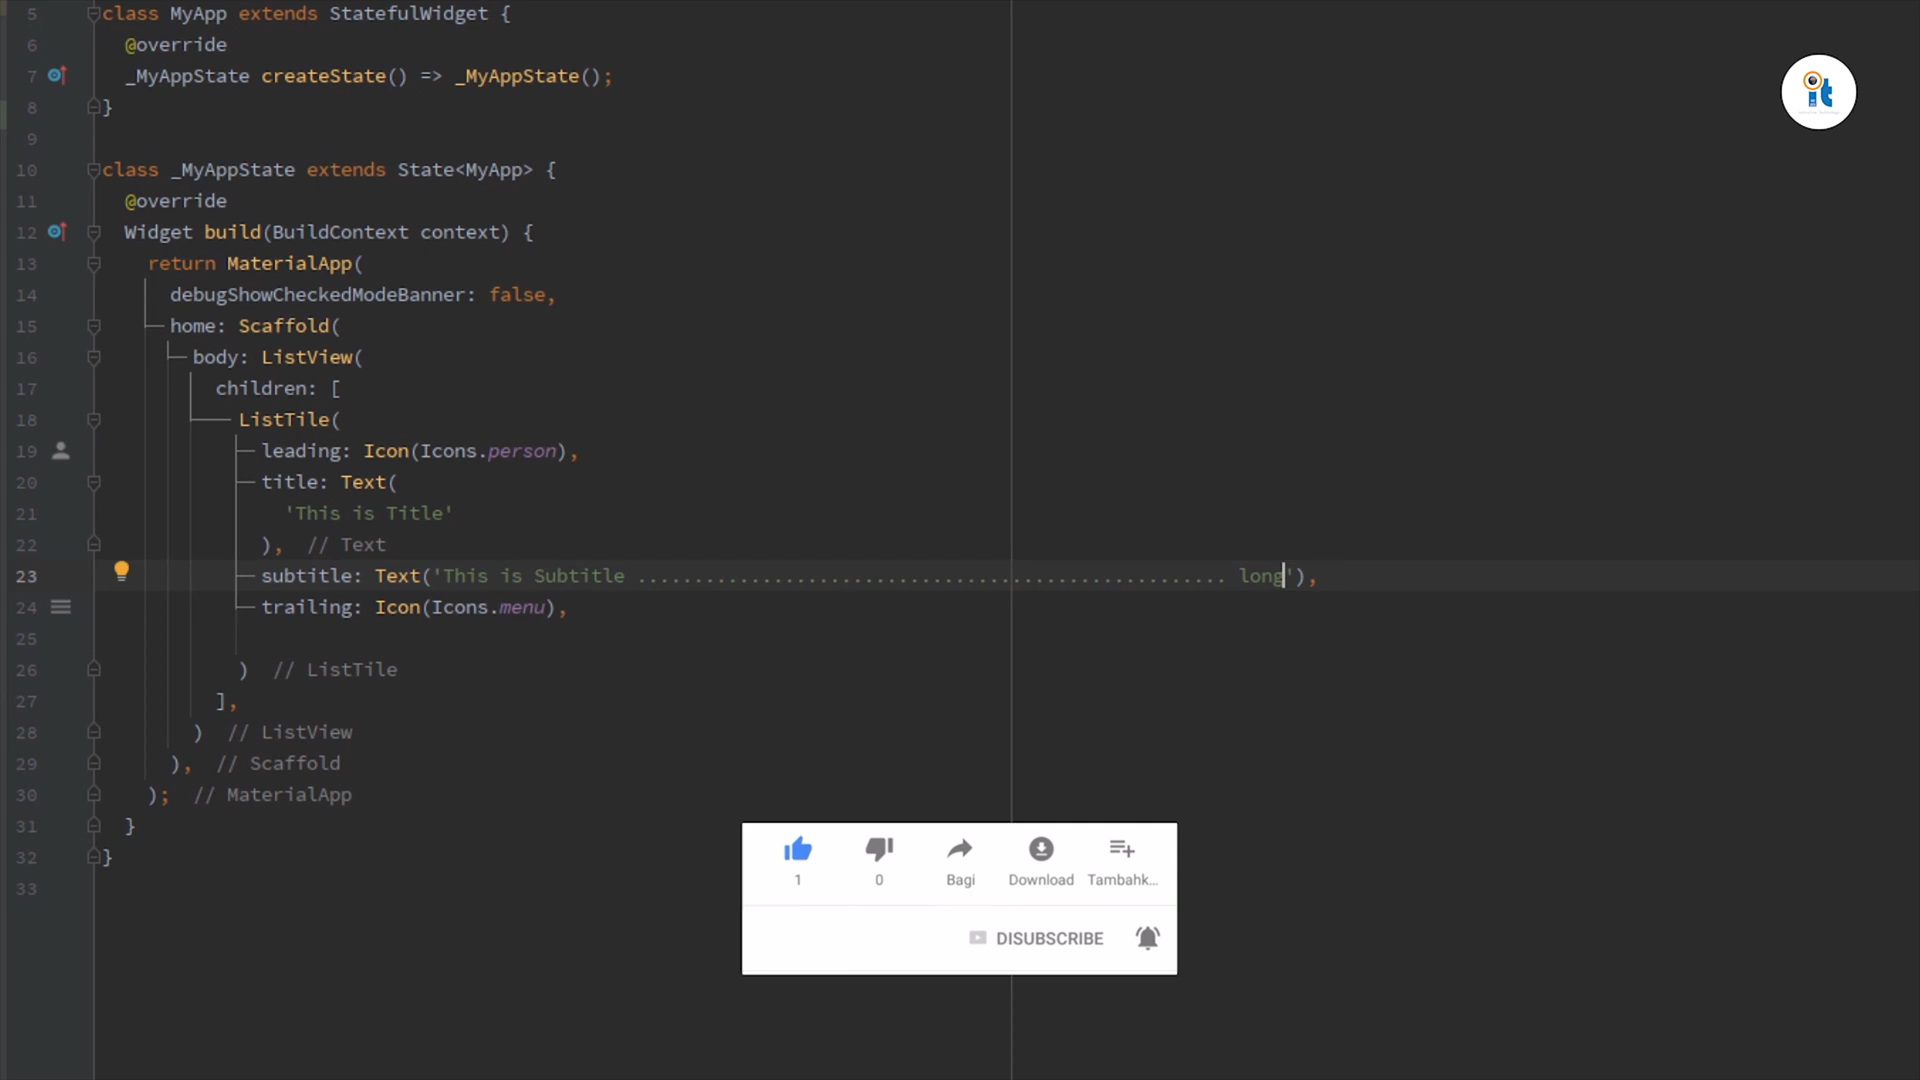 5 class MyApp extends StatefulWidget {
6 @override
7 _MyAppState createState() => _MyAppState();
8 }
9
10 class _MyAppState extends State<MyApp> {
11 @override
12 Widget build(BuildContext context) {
13 return MaterialApp(
14 debugShowCheckedModeBanner: false,
15 home: Scaffold(
16 body: ListView(
17 children: [
18 ListTile(
19 leading: Icon(Icons.person),
20 title: Text(
21 'This is Title'
22 ), // Text
23 subtitle: Text('This is Subtitle .................................................... long'),
24 trailing: Icon(Icons.menu),
25
26 ) // ListTile
27 ],
28 ) // ListView
29 ), // Scaffold
30 ); // MaterialApp
31 }
32 }
33
it
1 0 Bagi Download Tambahk...
DISUBSCRIBE